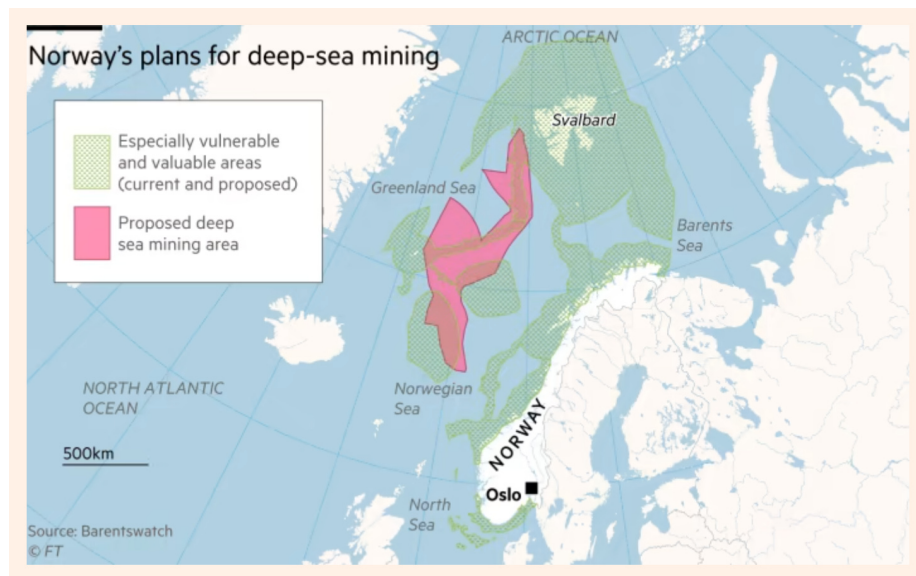 Norway's plans for deep-sea mining
ARCTIC OCEAN
Especially vulnerable
and valuable areas
(current and proposed)
Proposed deep
sea mining area
Svalbard
Greenland Sea
Barents
Sea
NORTH ATLANTIC
OCEAN
Norwegian
Sea
NORWAY
500km
Oslo
North
Sea
Source: Barentswatch
© FT